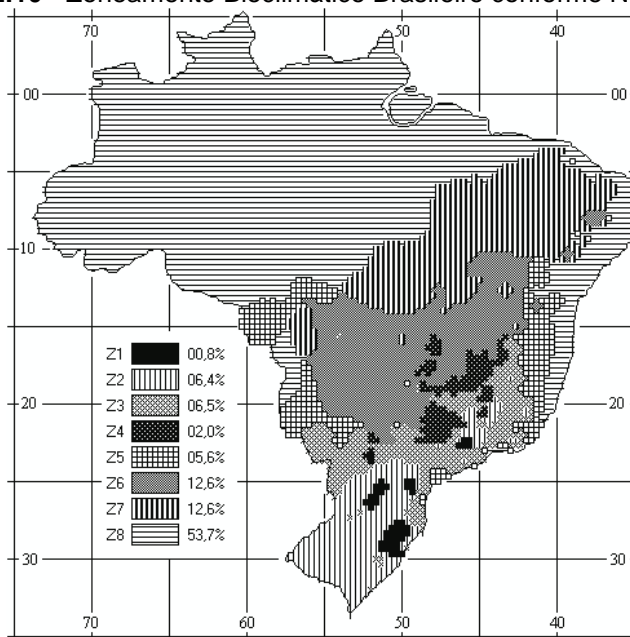 Zoneamento Bioclimático Brasileiro conforme N
70 50 40
00 00
10
Z1 00,8%
Z2 06,4%
Z3 06,5%
Z4 02,0%
Z5 05,6%
Z6 12,6%
Z7 12,6%
Z8 53,7%
20 20
30 30
70 60 50 40